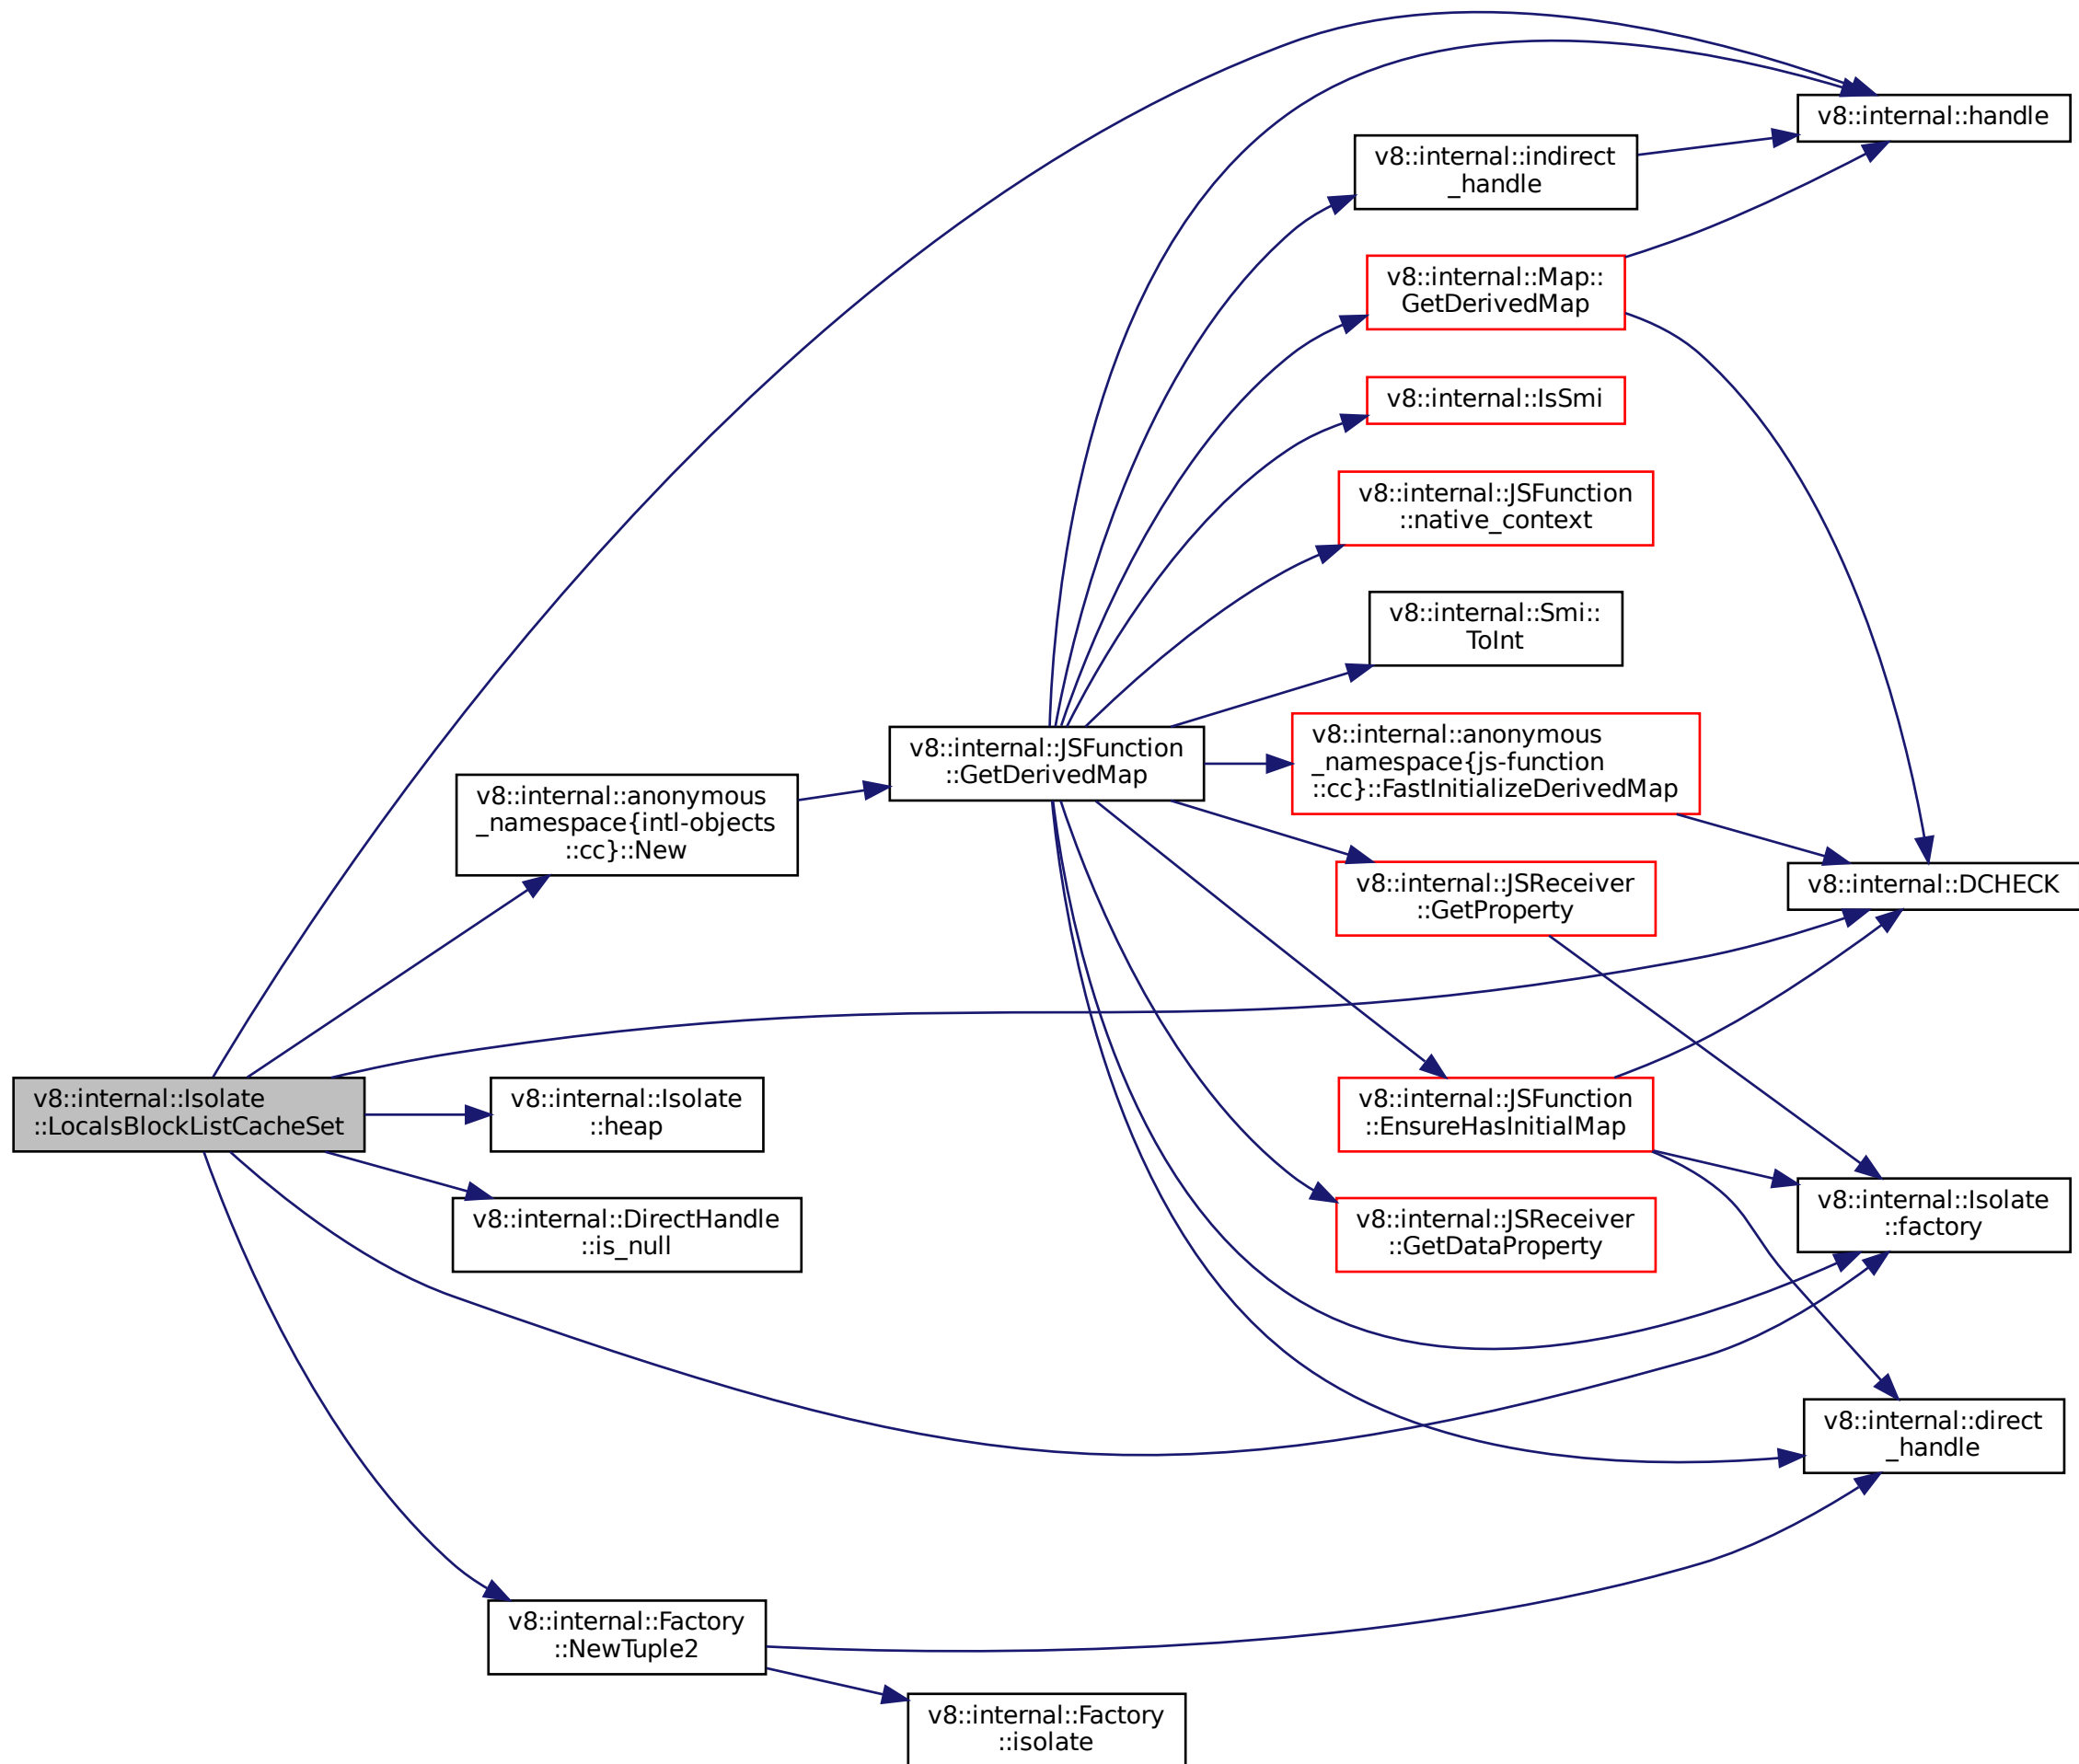 v8::internal::handle
v8::internal::indirect
_handle
v8::internal::Map::
GetDerivedMap
v8::internal::IsSmi
v8::internal::JSFunction
::native_context
v8::internal::Smi::
ToInt
v8::internal::JSFunction
::GetDerivedMap
v8::internal::anonymous
_namespace{js-function
::cc}::FastInitializeDerivedMap
v8::internal::anonymous
_namespace{intl-objects
::cc}::New
v8::internal::JSReceiver
::GetProperty
v8::internal::DCHECK
v8::internal::Isolate
::LocalsBlockListCacheSet
v8::internal::Isolate
::heap
v8::internal::JSFunction
::EnsureHasInitialMap
v8::internal::DirectHandle
::is_null
v8::internal::JSReceiver
::GetDataProperty
v8::internal::Isolate
::factory
v8::internal::direct
_handle
v8::internal::Factory
::NewTuple2
v8::internal::Factory
::isolate